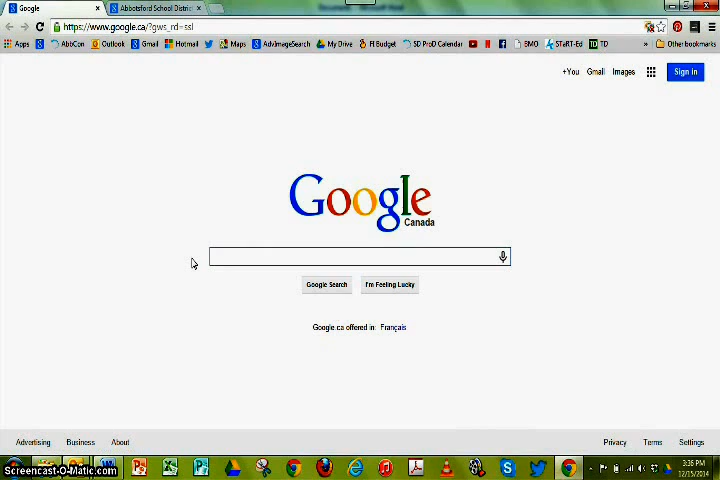 Google
Abbotsford School District
https://www.google.ca/?gws_rd=ssl
Apps AbbCon Outlook Gmail Hotmail Maps AdvImageSearch My Drive FI Budget SD ProD Calendar BMO STaRT-Ed TD » Other bookmarks
+You Gmail Images Sign in
Google
Canada
Google Search I'm Feeling Lucky
Google.ca offered in: Français
Advertising Business About Privacy Terms Settings
Screencast-O-Matic.com
3:36 PM
12/15/2014